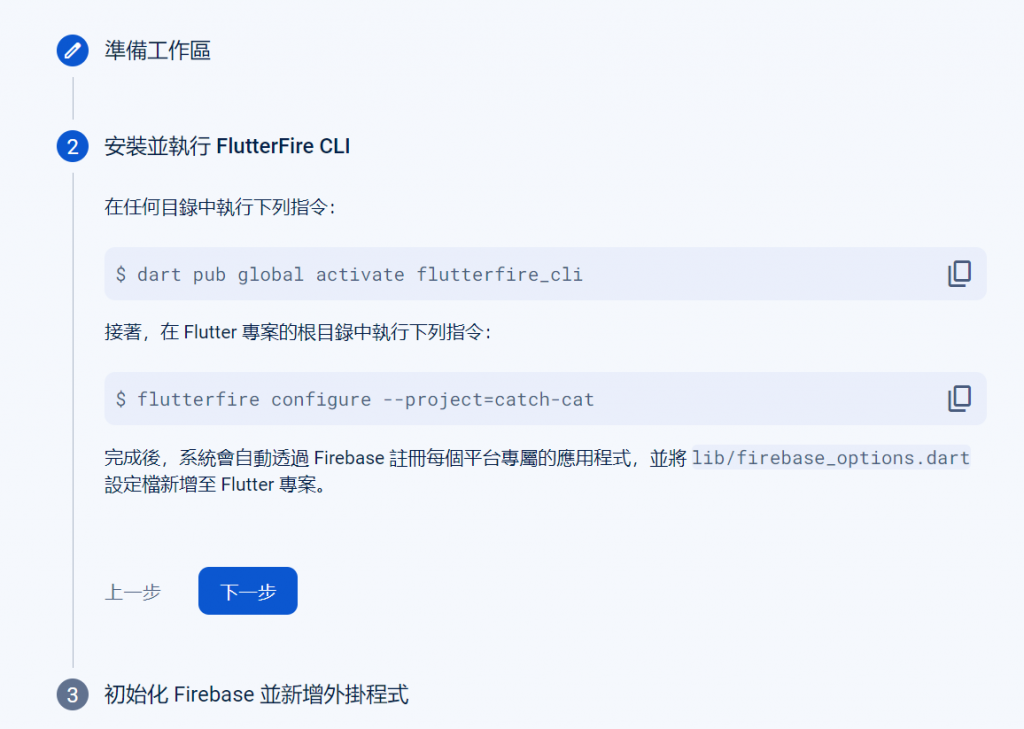 準備工作區
2 安裝並執行 FlutterFire CLI
在任何目錄中執行下列指令：
$ dart pub global activate flutterfire_cli
接著，在 Flutter 專案的根目錄中執行下列指令：
$ flutterfire configure --project=catch-cat
完成後，系統會自動透過 Firebase 註冊每個平台專屬的應用程式，並將 lib/firebase_options.dart
設定檔新增至 Flutter 專案。
上一步 下一步
3 初始化 Firebase 並新增外掛程式